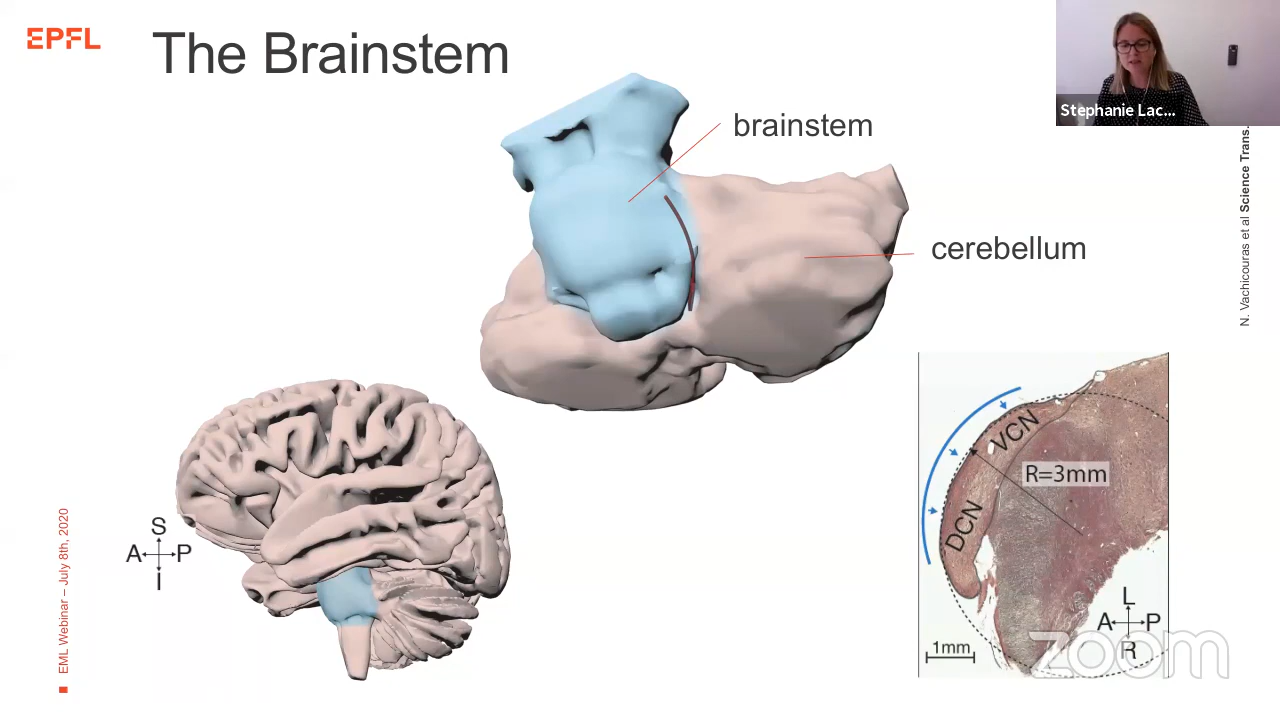 EPFL
The Brainstem
Stephanie Lac...
brainstem
cerebellum
N. Vachicouras et al Science Trans.
VCN
R=3mm
DCN
S
A P
I
L
A P
R
1mm
zoom
EML Webinar – July 8th, 2020